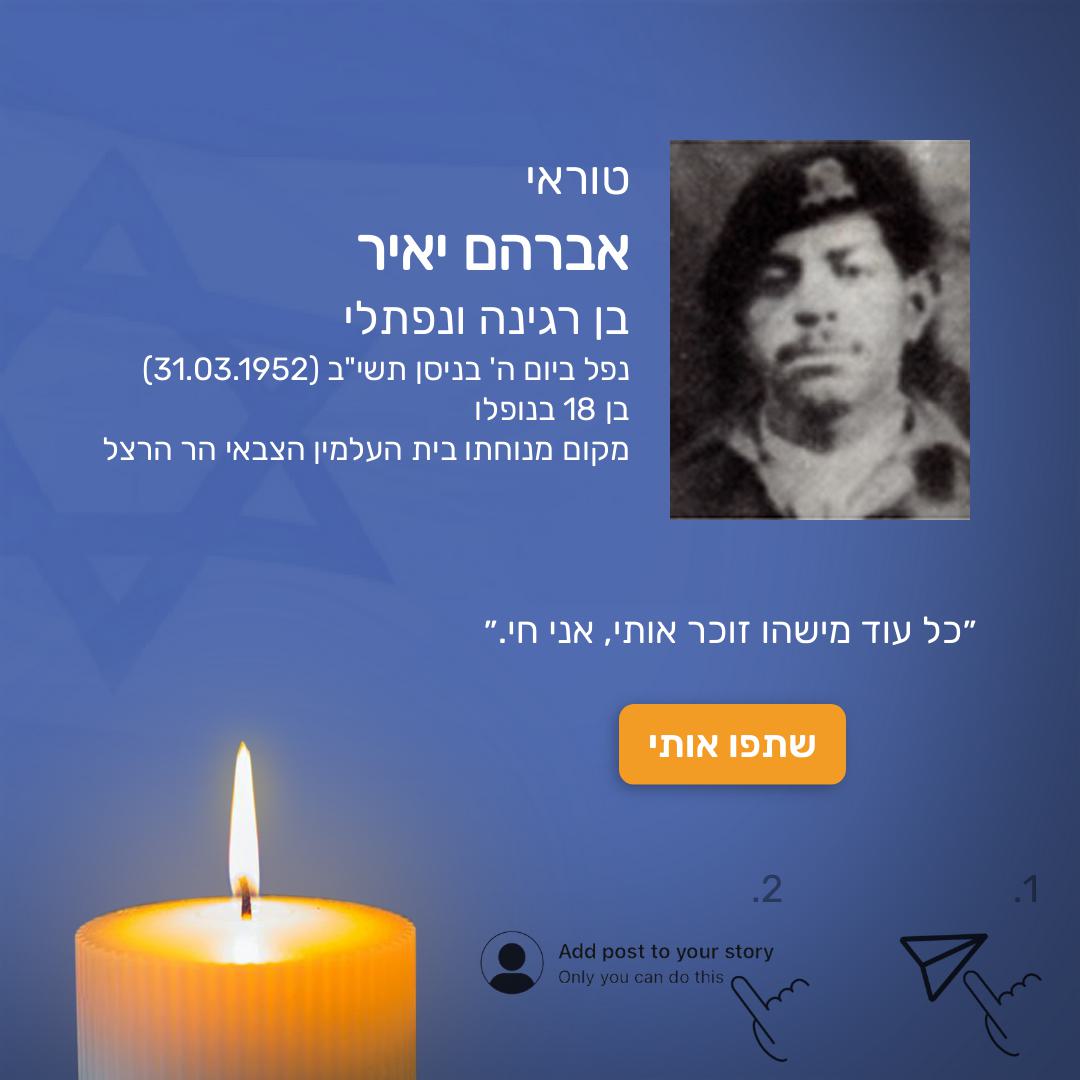 טוראי
אברהם יאיר
בן רגינה ונפתלי
נפל ביום ה' בניסן תשי"ב (31.03.1952)
בן 18 בנופלו
מקום מנוחתו בית העלמין הצבאי הר הרצל
״כל עוד מישהו זוכר אותי, אני חי.״
שתפו אותי
1.
2.
Add post to your story
Only you can do this